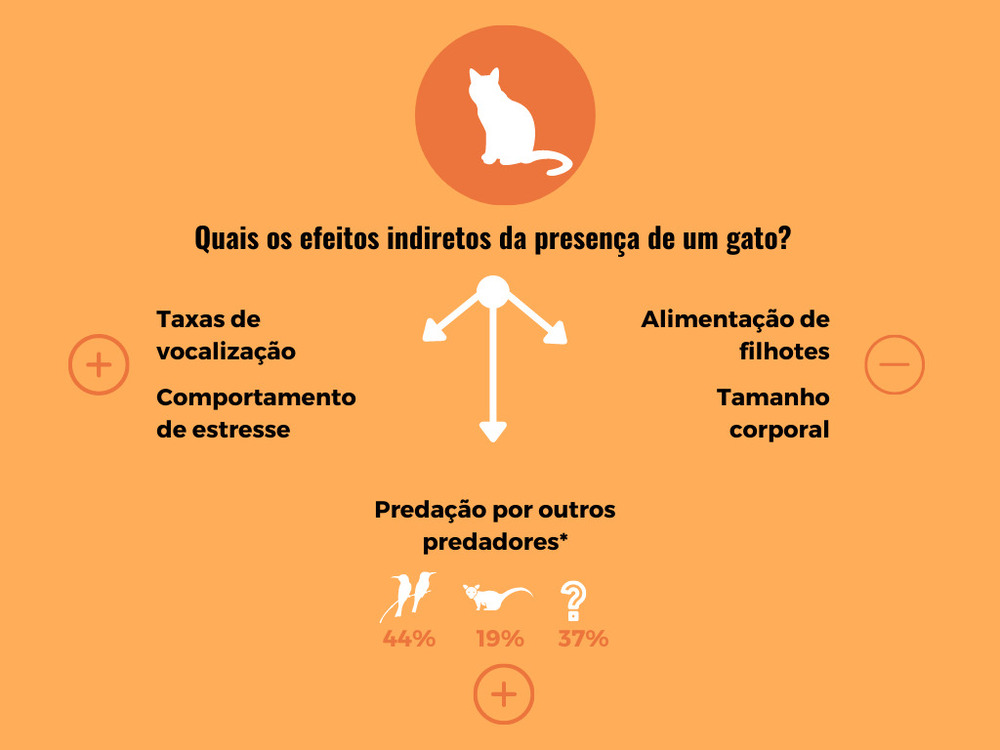 Quais os efeitos indiretos da presença de um gato?
Taxas de
vocalização
Comportamento
de estresse
Alimentação de
filhotes
Tamanho
corporal
Predação por outros
predadores*
?
44% 19% 37%